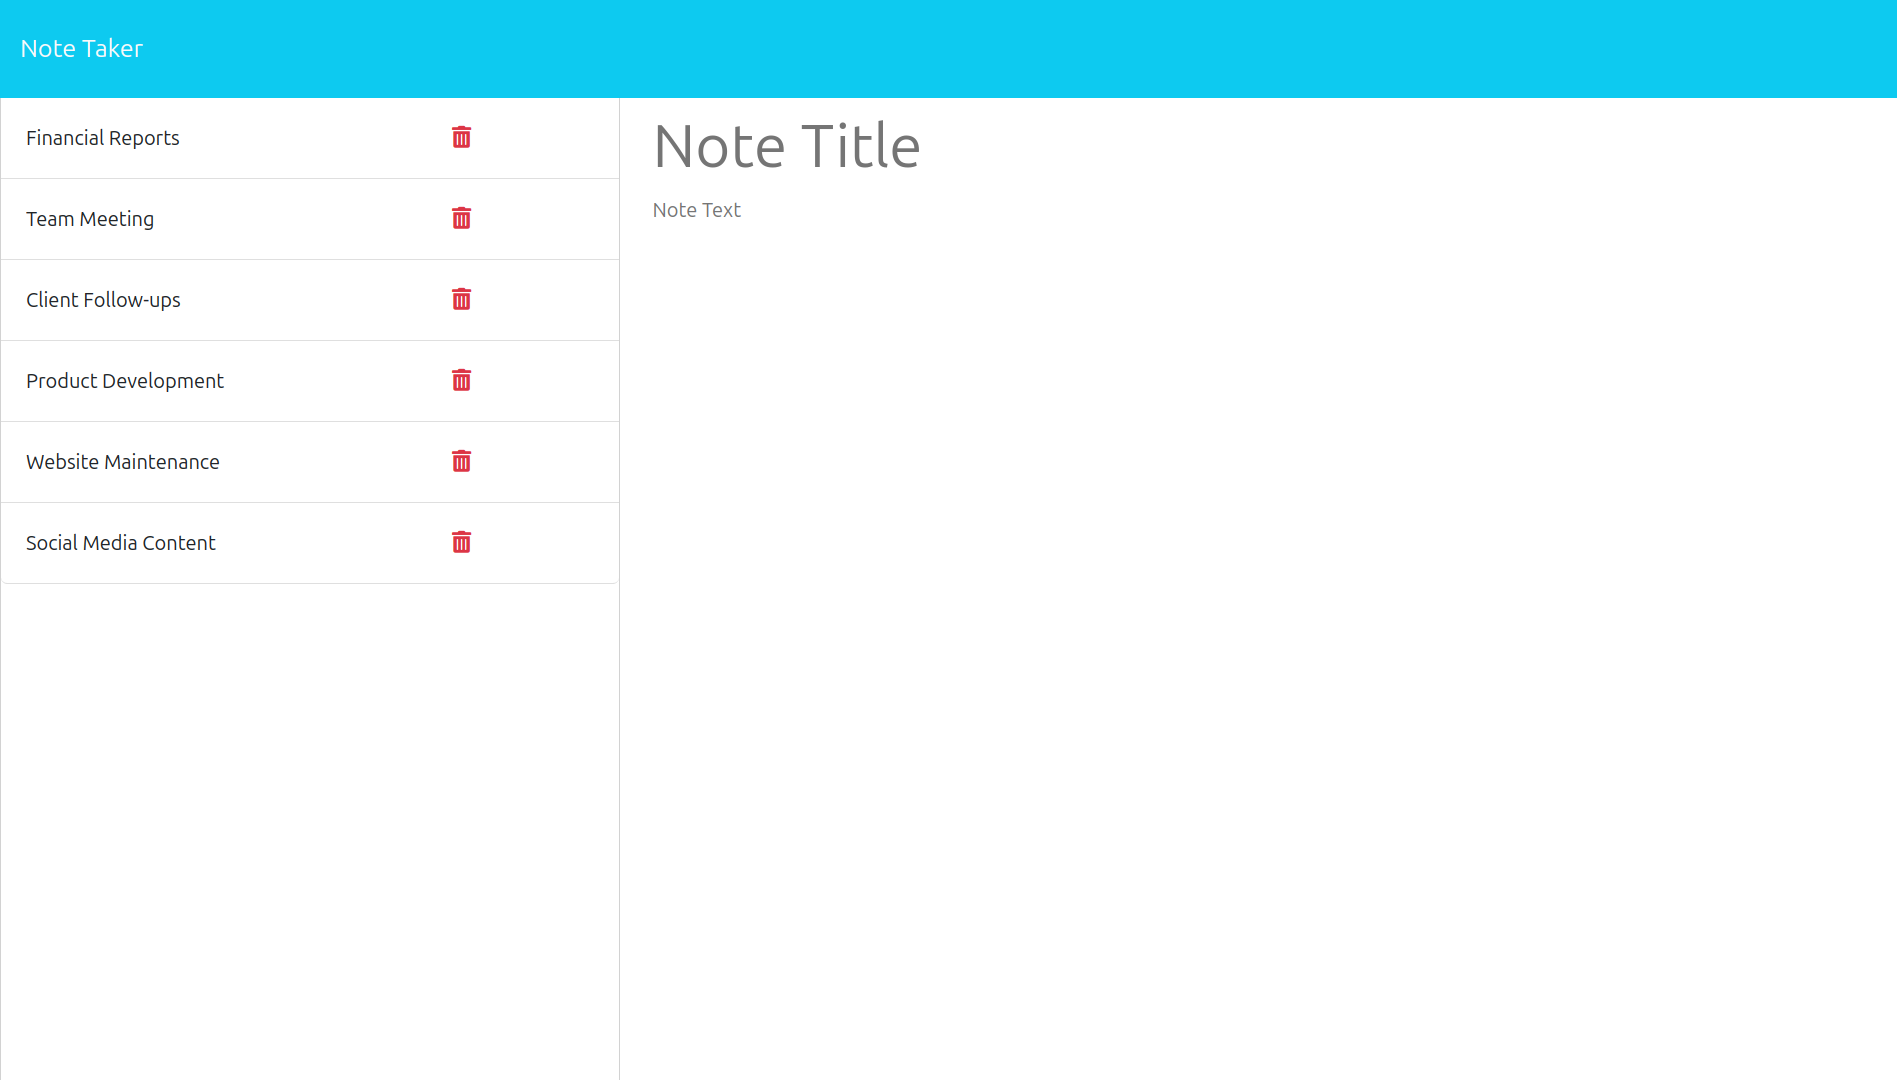 Note Taker
Financial Reports
Team Meeting
Client Follow-ups
Product Development
Website Maintenance
Social Media Content
Note Title
Note Text